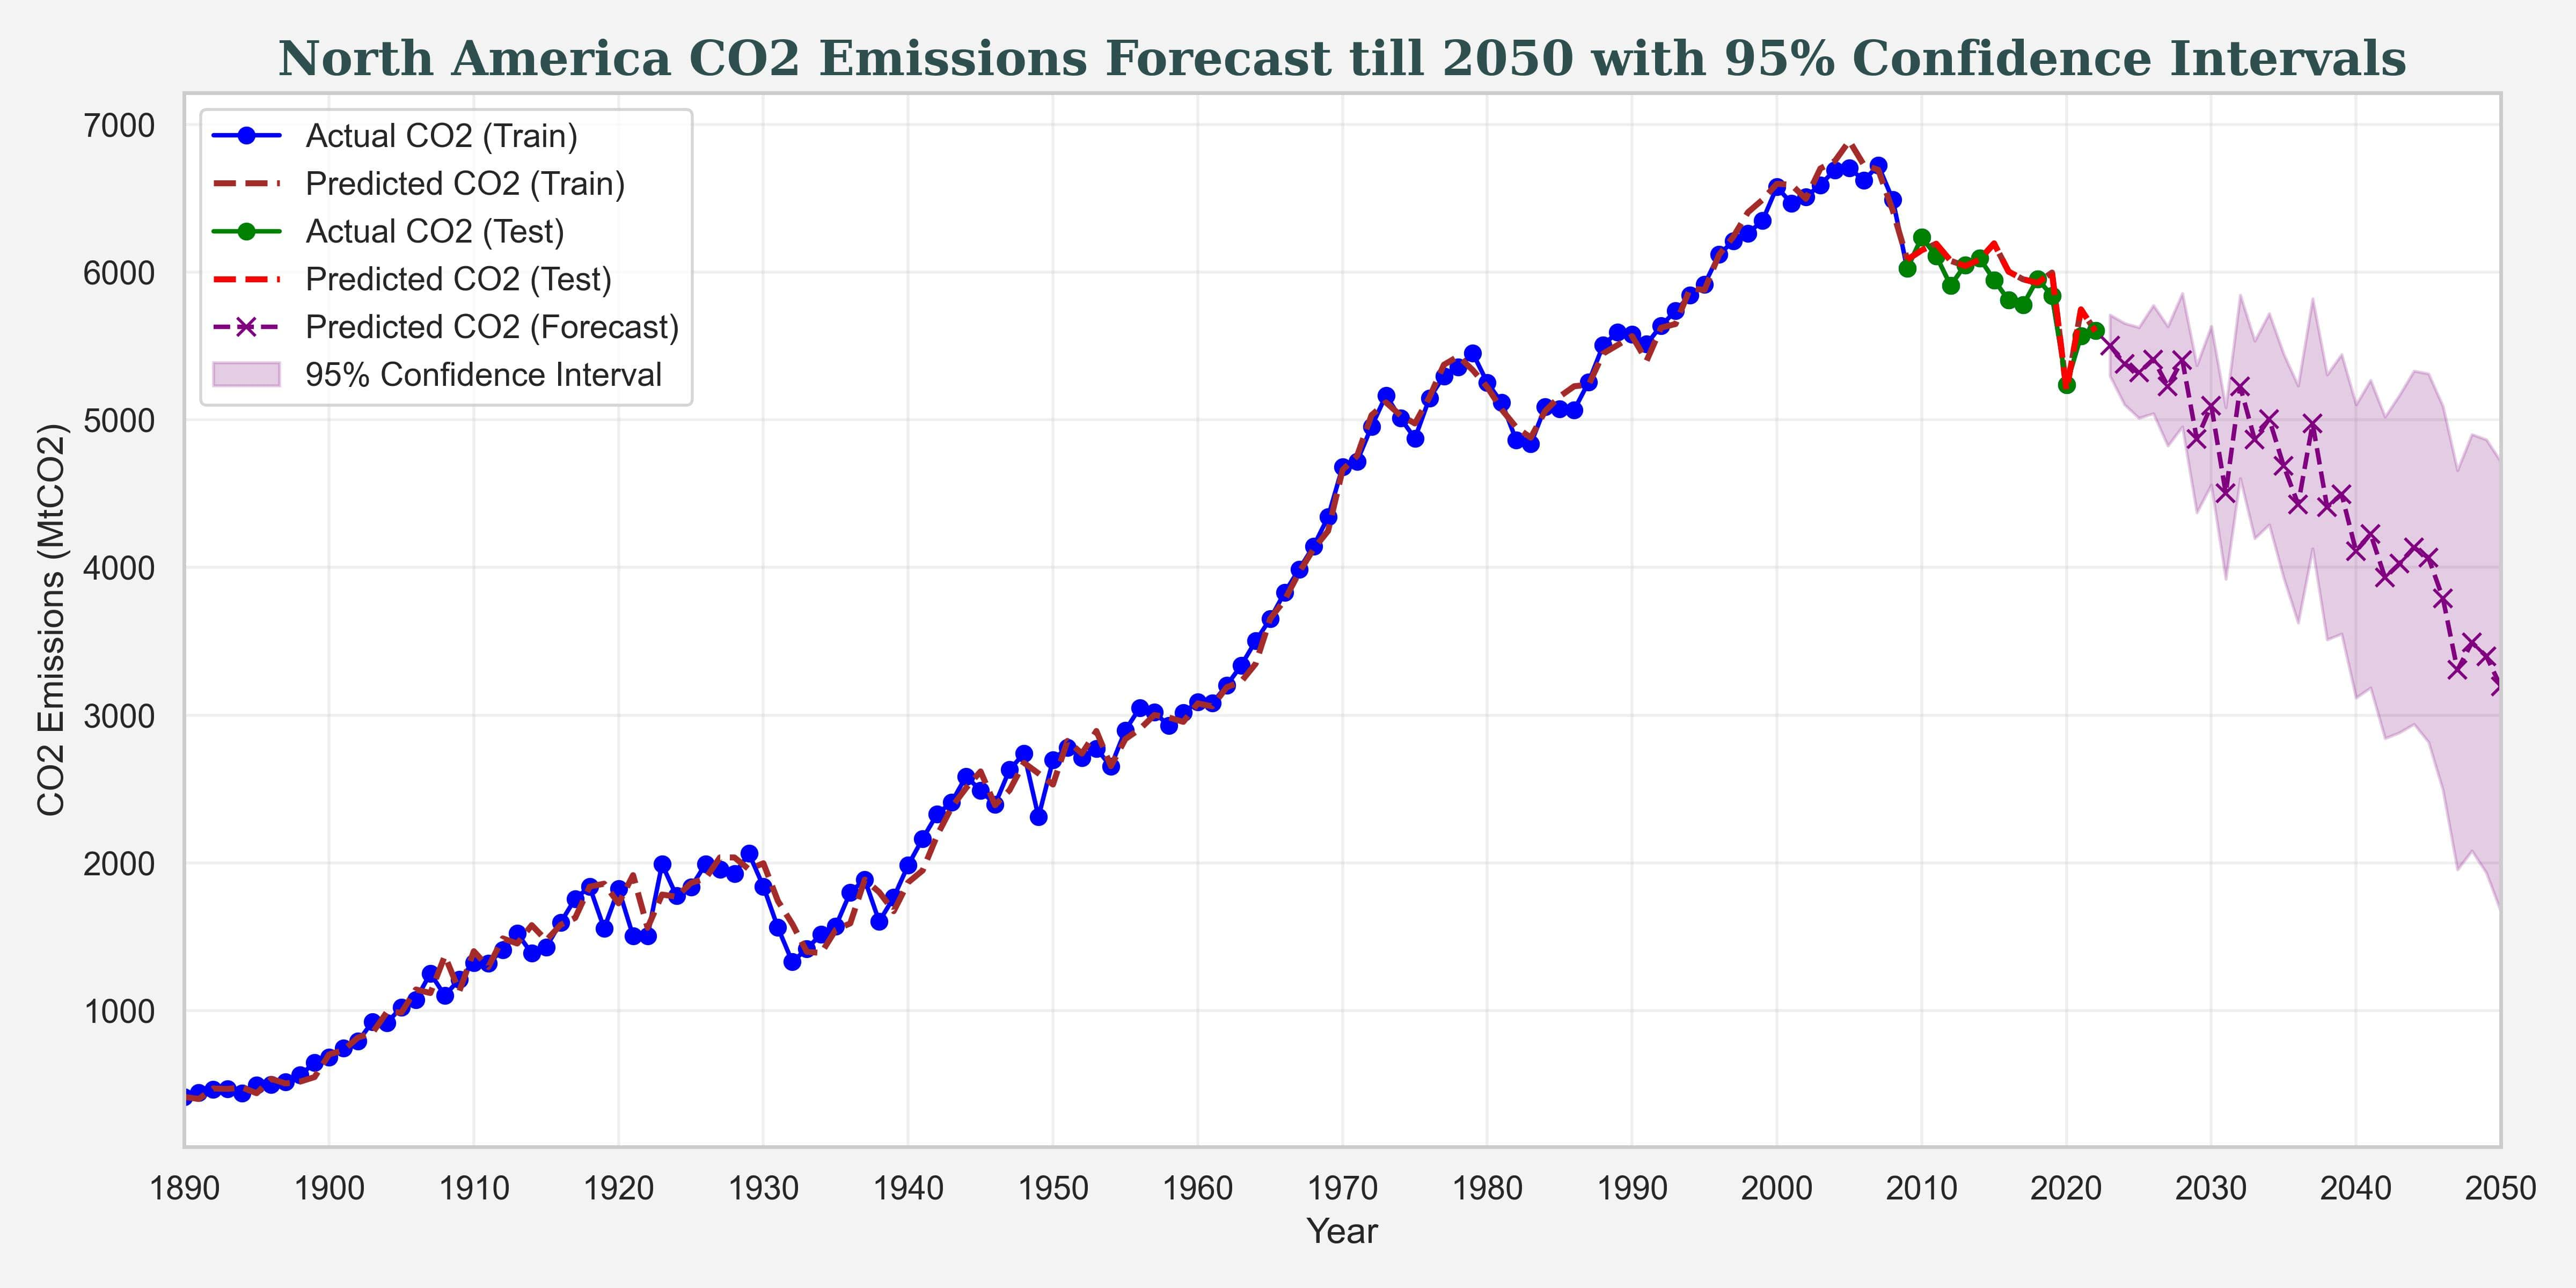 North America CO2 Emissions Forecast till 2050 with 95% Confidence Intervals
7000
6000
5000
4000
3000
2000
1000
CO2 Emissions (MtCO2)
Actual CO2 (Train)
Predicted CO2 (Train)
Actual CO2 (Test)
Predicted CO2 (Test)
Predicted CO2 (Forecast)
95% Confidence Interval
1890 1900 1910 1920 1930 1940 1950 1960 1970 1980 1990 2000 2010 2020 2030 2040 2050
Year